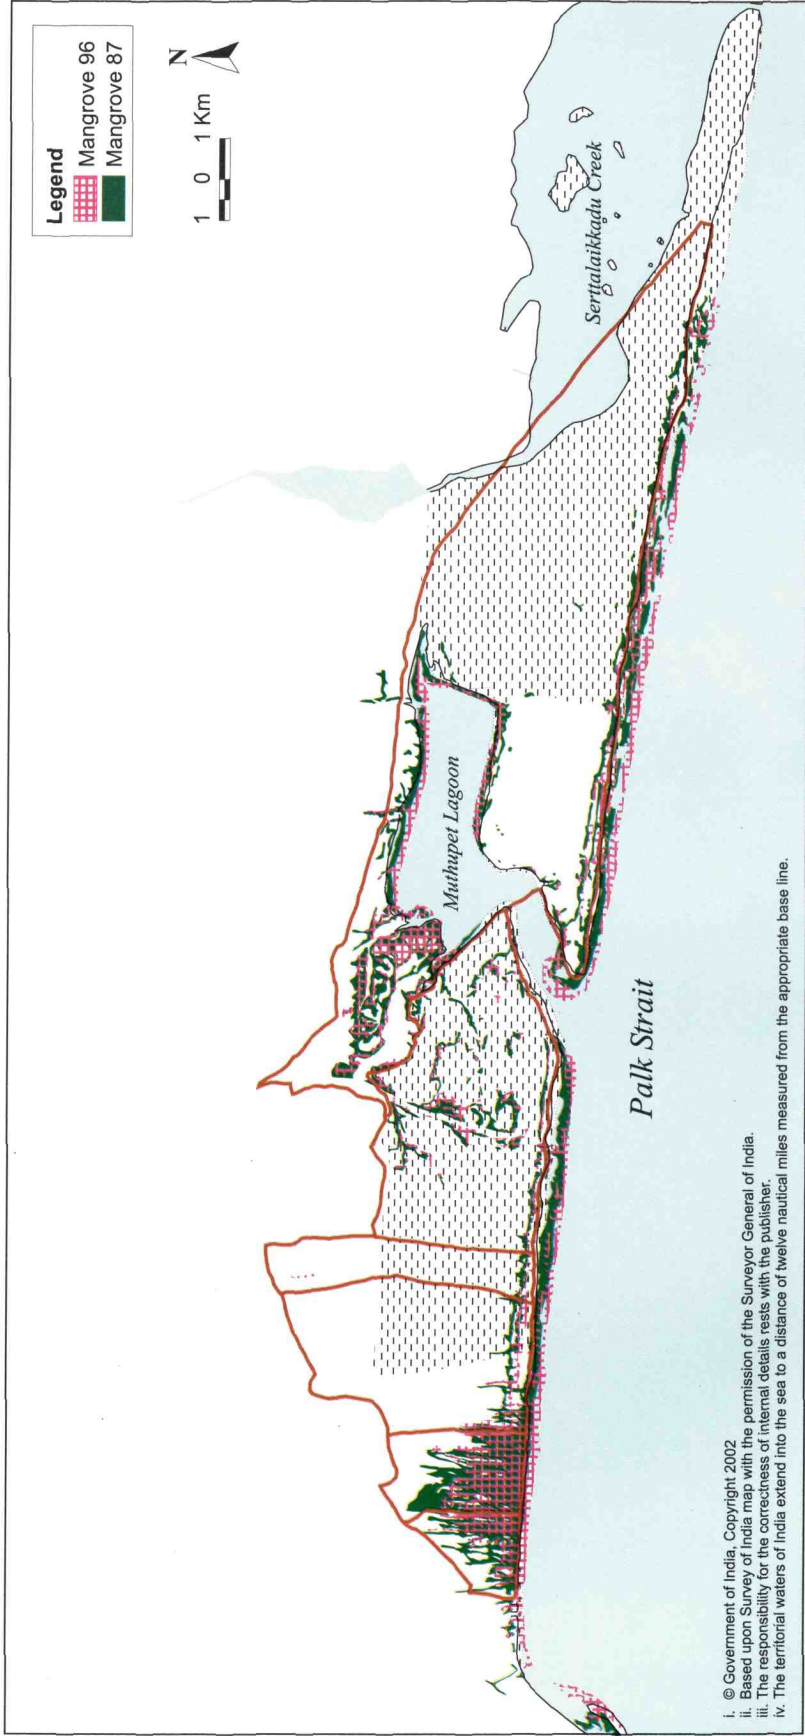 Legend
Mangrove 96
Mangrove 87
N
1 0 1 Km
Serttalaikkadu Creek
Muthupet Lagoon
Palk Strait
i. © Government of India, Copyright 2002
ii. Based upon Survey of India map with the permission of the Surveyor General of India.
iii. The responsibility for the correctness of internal details rests with the publisher.
iv. The territorial waters of India extend into the sea to a distance of twelve nautical miles measured from the appropriate base line.